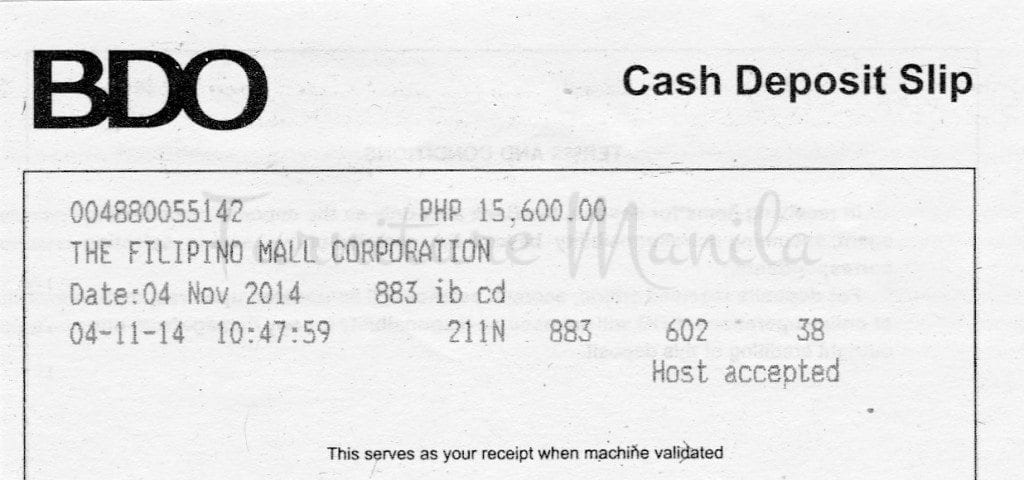 BDO
Cash Deposit Slip
TERMS AND CONDITIONS
004880055142 PHP 15,600.00
Furniture Manila
THE FILIPINO MALL CORPORATION
Date:04 Nov 2014 883 ib cd
04-11-14 10:47:59 211N 883 602 38
Host accepted
This serves as your receipt when machine validated